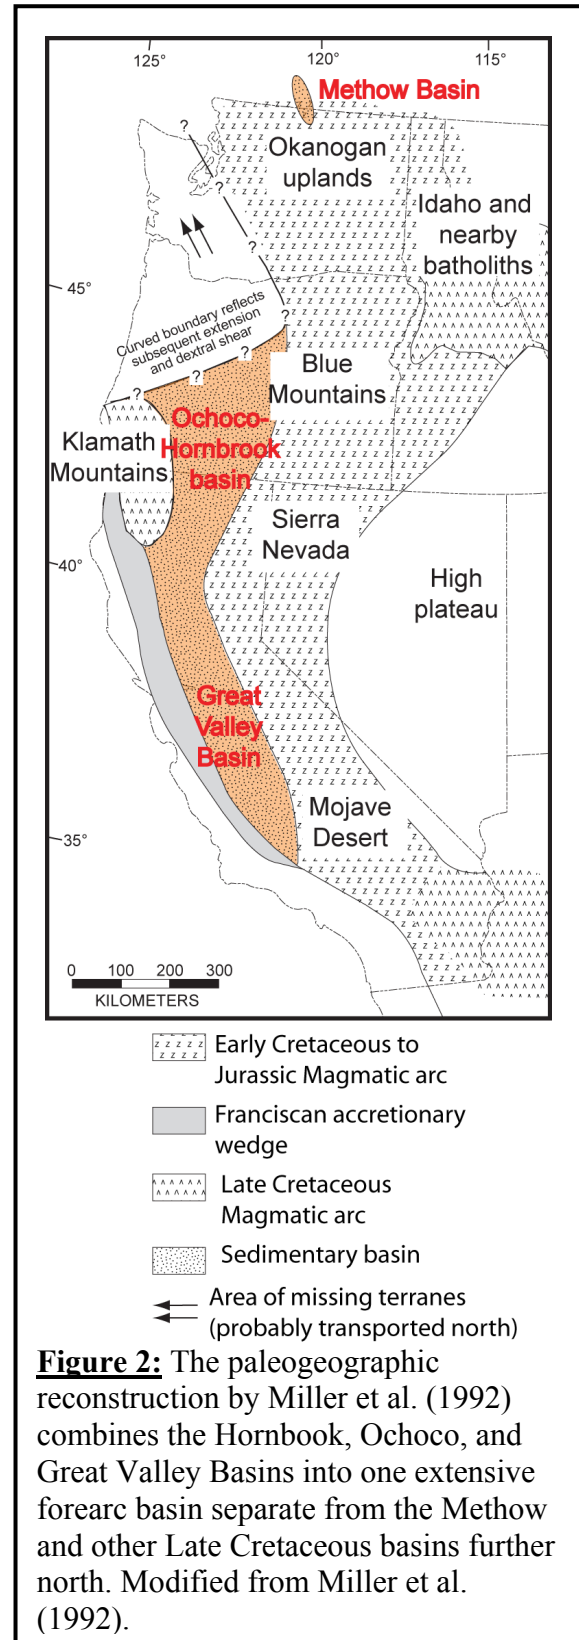 125°
120°
115°
Methow Basin
?
Okanogan
uplands
Idaho and
nearby
batholiths
?
?
45°
Curved boundary reflects
subsequent extension
and dextral shear
?
?
?
?
Blue
Mountains
Ochoco-
Hornbrook
basin
Klamath
Mountains
Sierra
Nevada
40°
High
plateau
Great
Valley
Basin
Mojave
Desert
35°
0 100 200 300
KILOMETERS
Early Cretaceous to
Jurassic Magmatic arc
Franciscan accretionary
wedge
Late Cretaceous
Magmatic arc
Sedimentary basin
Area of missing terranes
(probably transported north)
Figure 2: The paleogeographic
reconstruction by Miller et al. (1992)
combines the Hornbook, Ochoco, and
Great Valley Basins into one extensive
forearc basin separate from the Methow
and other Late Cretaceous basins further
north. Modified from Miller et al.
(1992).